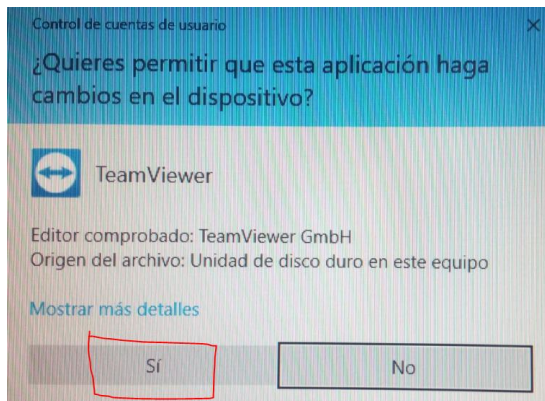 Control de cuentas de usuario
¿Quieres permitir que esta aplicación haga
cambios en el dispositivo?
TeamViewer
Editor comprobado: TeamViewer GmbH
Origen del archivo: Unidad de disco duro en este equipo
Mostrar más detalles
Sí
No